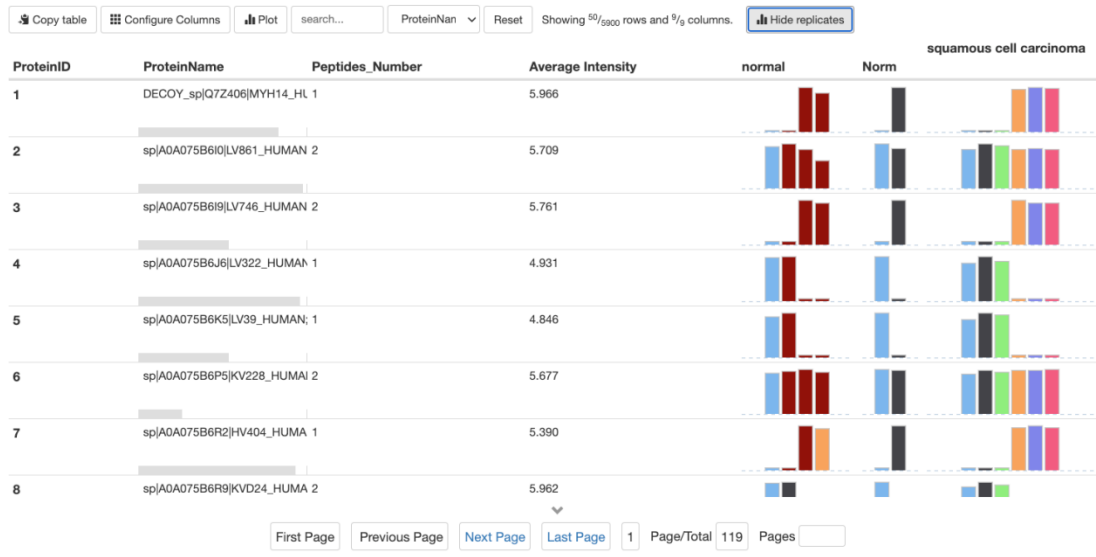 Copy table Configure Columns Plot search... ProteinNan Reset Showing 50/5900 rows and 9/9 columns. Hide replicates
squamous cell carcinoma
ProteinID ProteinName Peptides_Number Average Intensity normal Norm
1 DECOY_sp|Q7Z406|MYH14_HU 1 5.966
2 sp|A0A075B6I0|LV861_HUMAN 2 5.709
3 sp|A0A075B6I9|LV746_HUMAN 2 5.761
4 sp|A0A075B6J6|LV322_HUMAN 1 4.931
5 sp|A0A075B6K5|LV39_HUMAN; 1 4.846
6 sp|A0A075B6P5|KV228_HUMAI 2 5.677
7 sp|A0A075B6R2|HV404_HUMA 1 5.390
8 sp|A0A075B6R9|KVD24_HUMA 2 5.962
First Page Previous Page Next Page Last Page 1 Page/Total 119 Pages